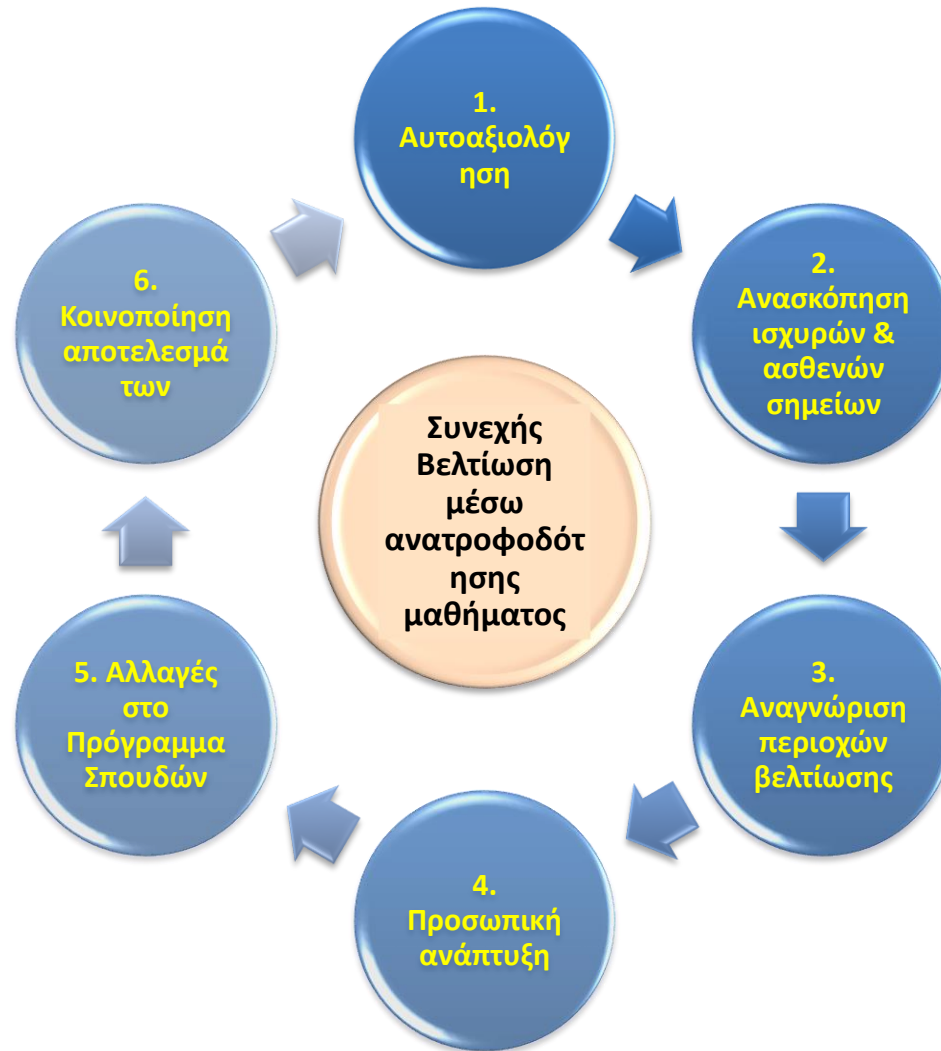 1.
Αυτοαξιολόγ
ηση
2.
Ανασκόπηση
ισχυρών &
ασθενών
σημείων
3.
Αναγνώριση
περιοχών
βελτίωσης
4.
Προσωπική
ανάπτυξη
5. Αλλαγές
στο
Πρόγραμμα
Σπουδών
6.
Κοινοποίηση
αποτελεσμά
των
Συνεχής
Βελτίωση
μέσω
ανατροφοδότ
ησης
μαθήματος